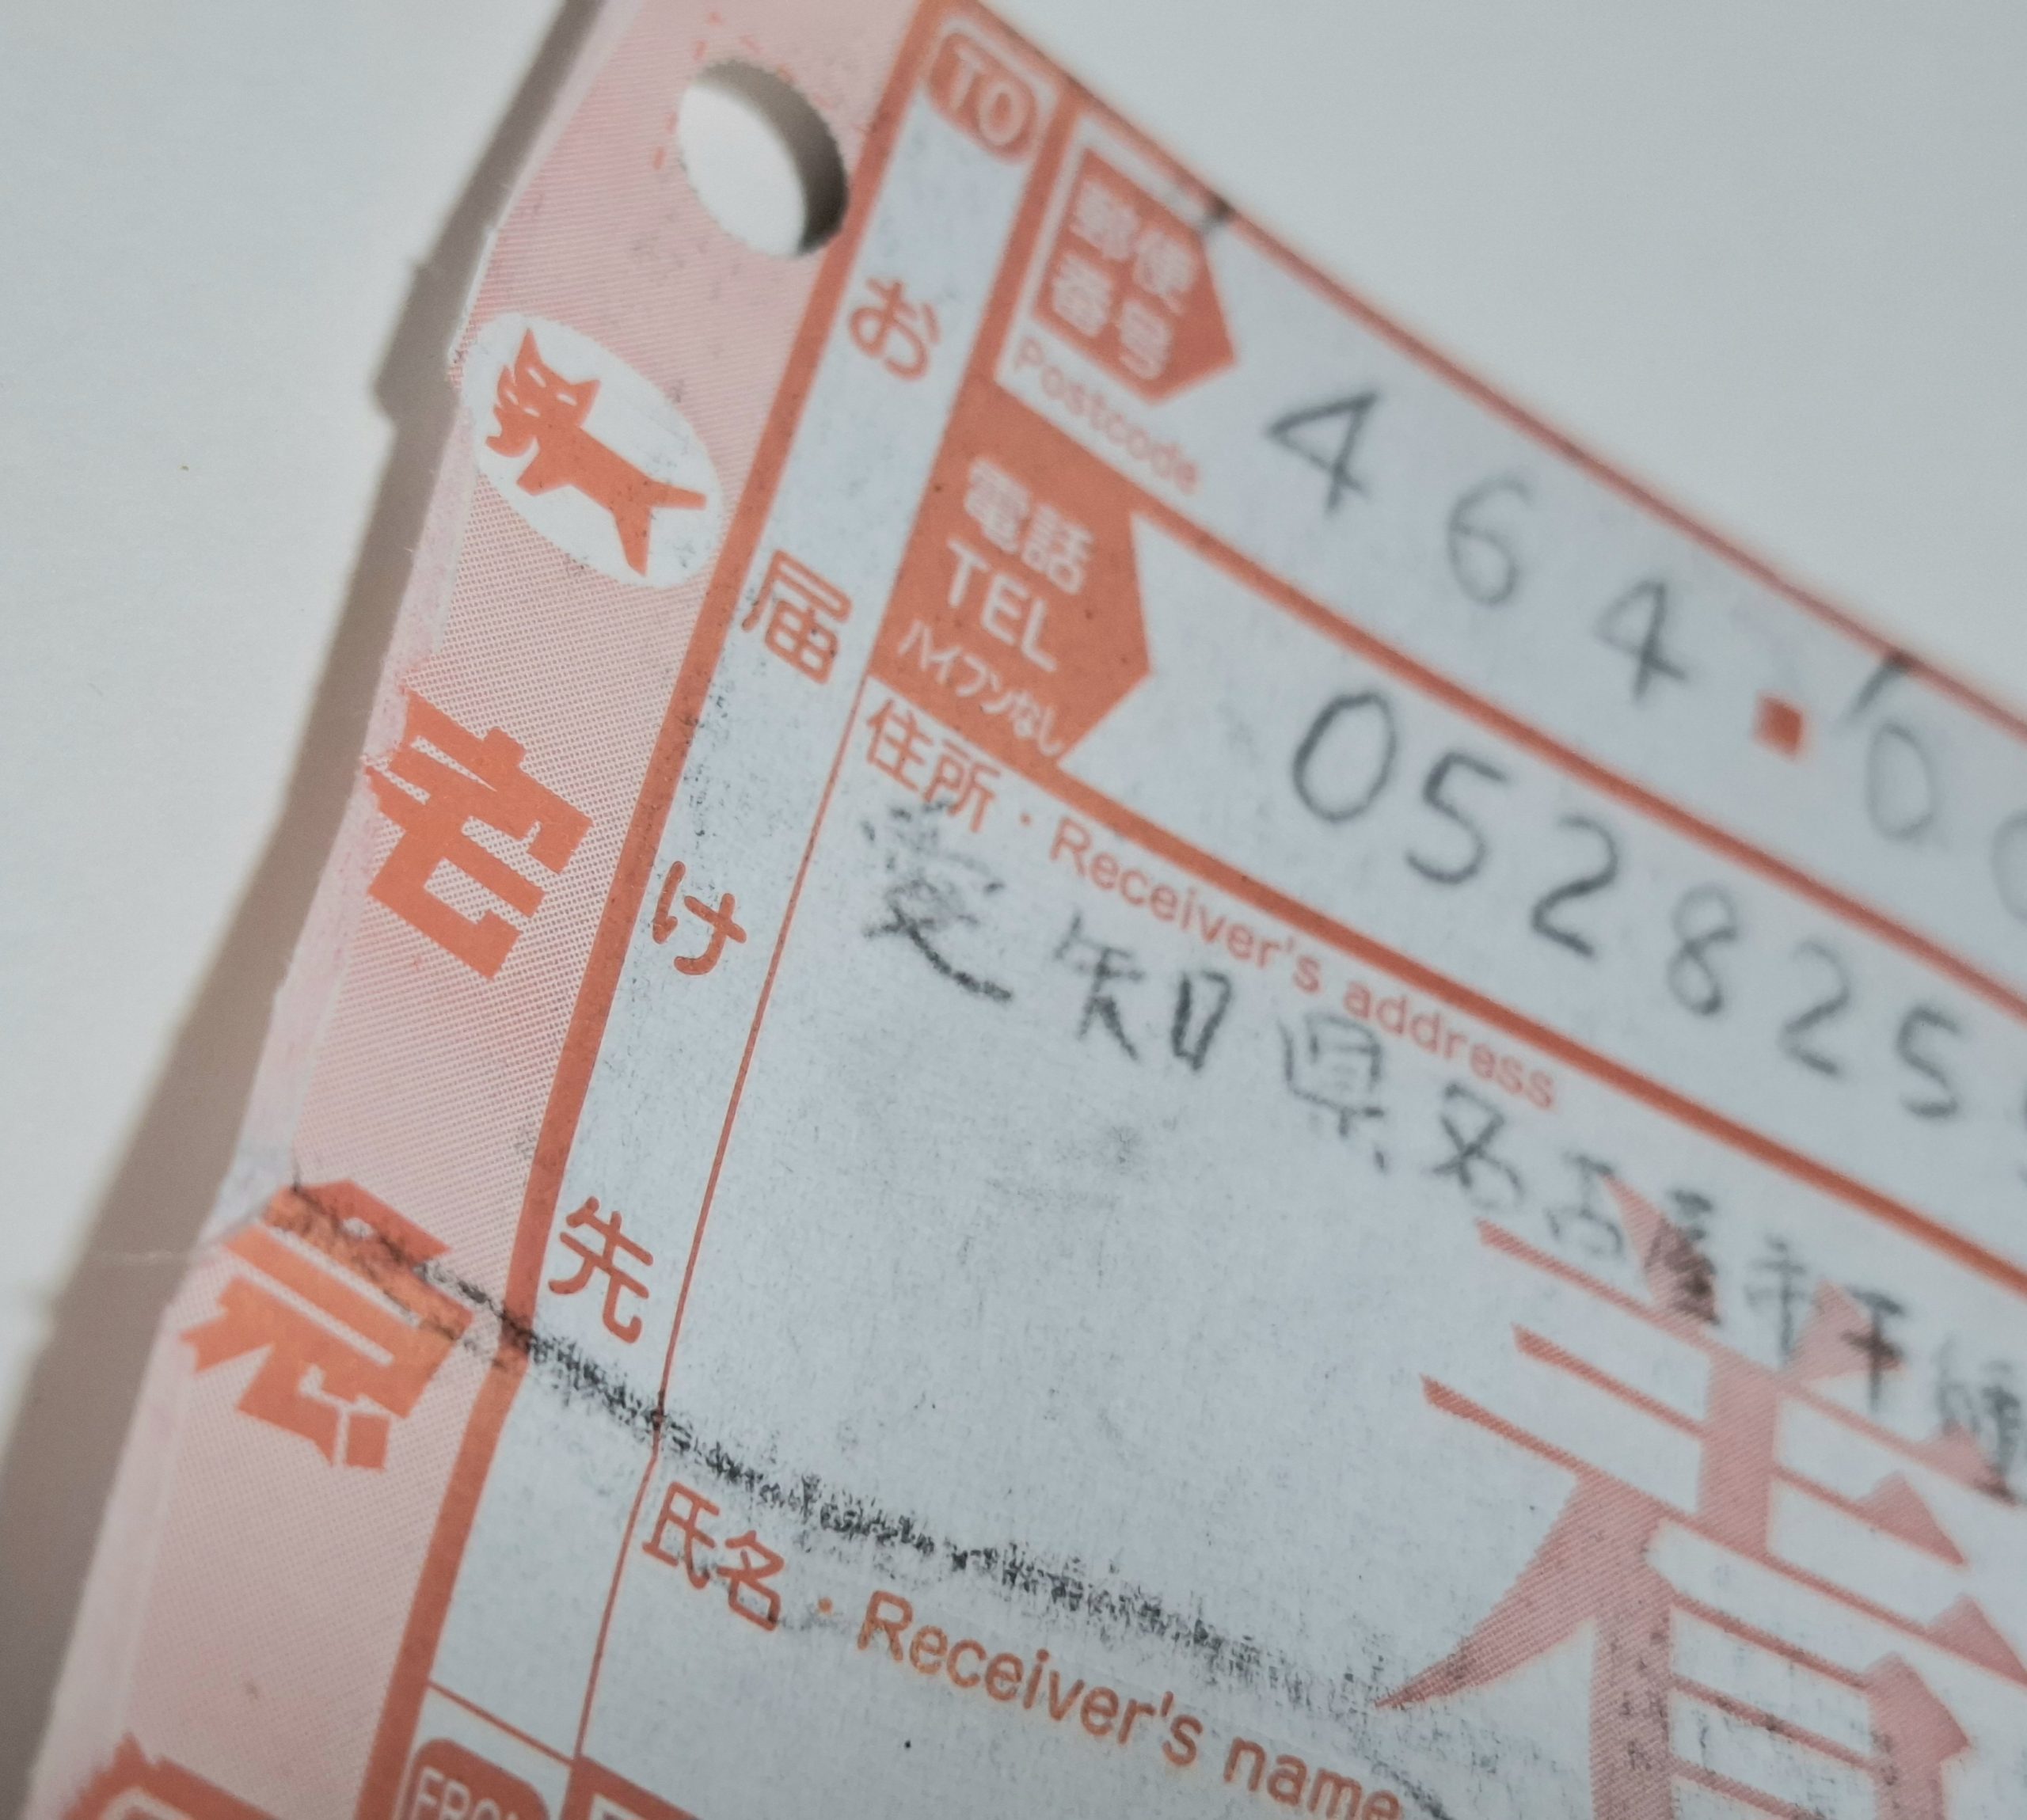 TO
お届け先
郵便
番号
Postcode
464
電話
TEL
ハイフンなし
052825
住所・Receiver's address
愛知県名古屋市千種
着
氏名・Receiver's name
宅急
FROM